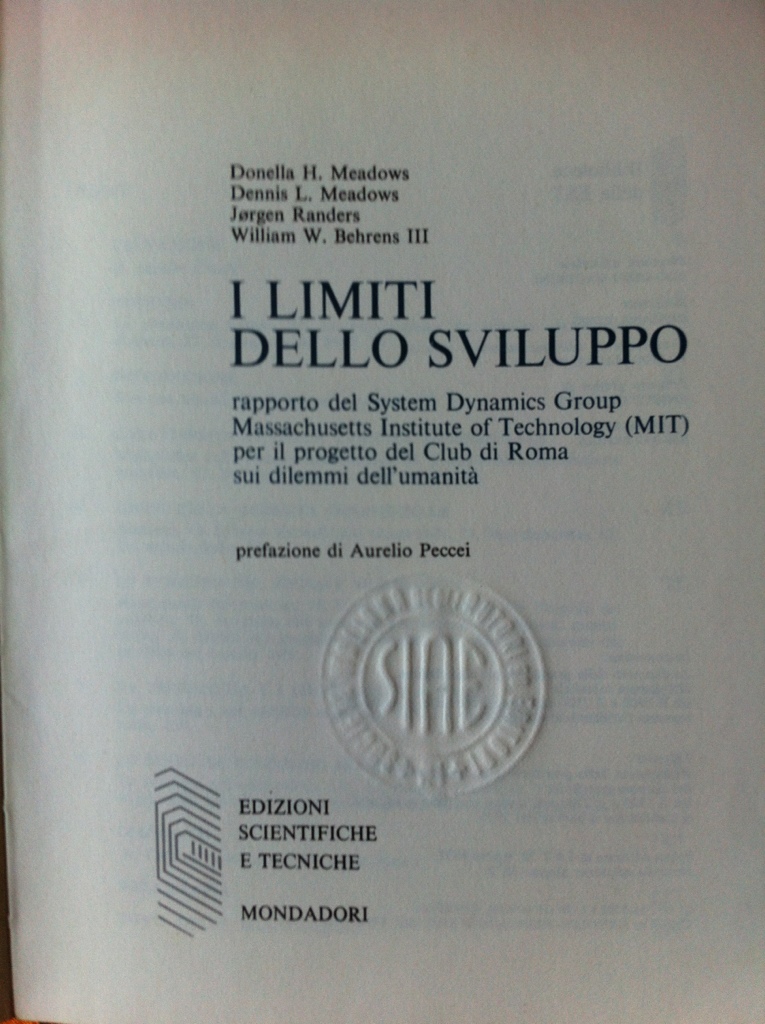 Donella H. Meadows
Dennis L. Meadows
Jørgen Randers
William W. Behrens III
I LIMITI
DELLO SVILUPPO
rapporto del System Dynamics Group
Massachusetts Institute of Technology (MIT)
per il progetto del Club di Roma
sui dilemmi dell'umanità
prefazione di Aurelio Peccei
SIAE
EDIZIONI
SCIENTIFICHE
E TECNICHE
MONDADORI